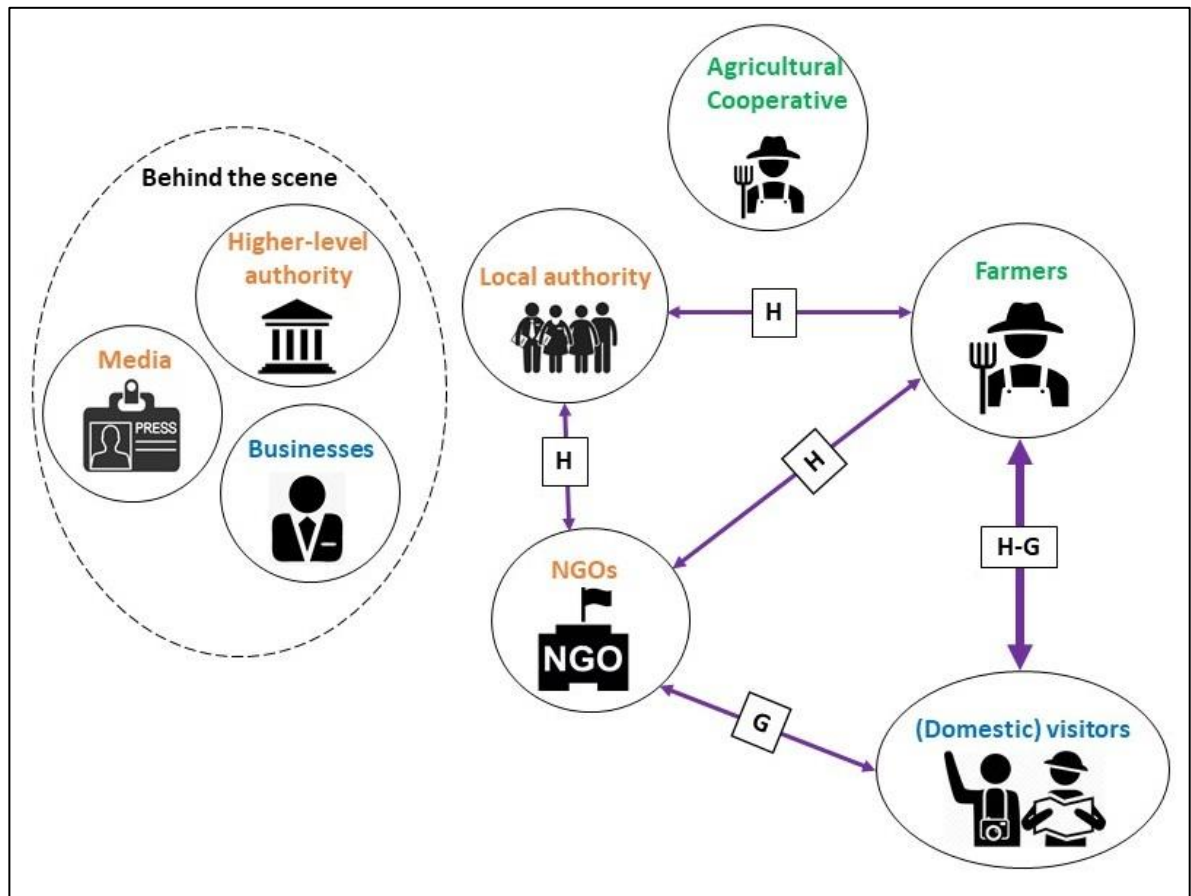 Agricultural
Cooperative
Behind the scene
Higher-level
authority
Local authority
Farmers
H
Media
PRESS
Businesses
H
H
H-G
NGOs
NGO
G
(Domestic) visitors